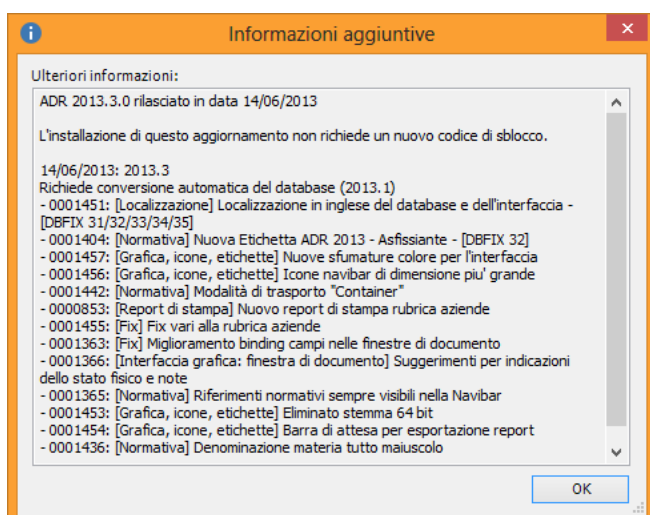 Informazioni aggiuntive
Ulteriori informazioni:
ADR 2013.3.0 rilasciato in data 14/06/2013
L'installazione di questo aggiornamento non richiede un nuovo codice di sblocco.
14/06/2013: 2013.3
Richiede conversione automatica del database (2013.1)
- 0001451: [Localizzazione] Localizzazione in inglese del database e dell'interfaccia -
[DBFIX 31/32/33/34/35]
- 0001404: [Normativa] Nuova Etichetta ADR 2013 - Asfissiante - [DBFIX 32]
- 0001457: [Grafica, icone, etichette] Nuove sfumature colore per l'interfaccia
- 0001456: [Grafica, icone, etichette] Icone navbar di dimensione piu' grande
- 0001442: [Normativa] Modalità di trasporto "Container"
- 0000853: [Report di stampa] Nuovo report di stampa rubrica aziende
- 0001455: [Fix] Fix vari alla rubrica aziende
- 0001363: [Fix] Miglioramento binding campi nelle finestre di documento
- 0001366: [Interfaccia grafica: finestra di documento] Suggerimenti per indicazioni
dello stato fisico e note
- 0001365: [Normativa] Riferimenti normativi sempre visibili nella Navibar
- 0001453: [Grafica, icone, etichette] Eliminato stemma 64 bit
- 0001454: [Grafica, icone, etichette] Barra di attesa per esportazione report
- 0001436: [Normativa] Denominazione materia tutto maiuscolo
OK